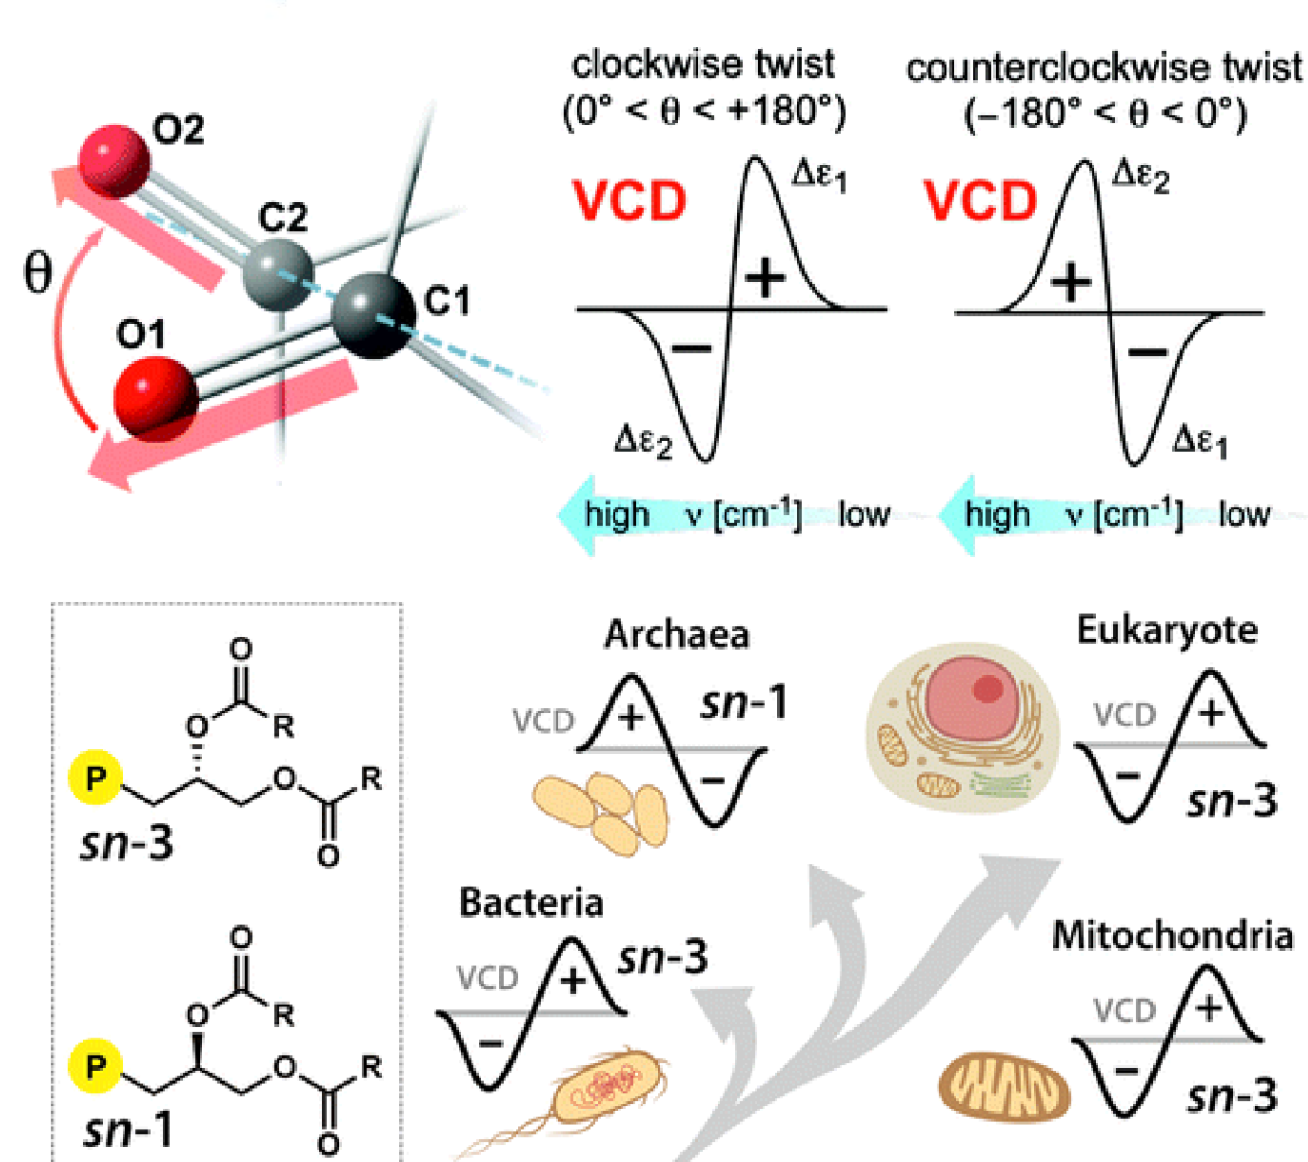 clockwise twist
(0° < θ < +180°)
counterclockwise twist
(−180° < θ < 0°)
O2
C2
θ
C1
O1
VCD
Δε1
+
−
Δε2
high ν [cm-1] low
VCD
Δε2
+
−
Δε1
high ν [cm-1] low
O
O
R
P
O
R
sn-3
O
O
O
R
P
O
R
sn-1
O
Archaea
VCD
+
sn-1
−
Eukaryote
VCD
+
−
sn-3
Bacteria
VCD
+
sn-3
−
Mitochondria
VCD
+
−
sn-3